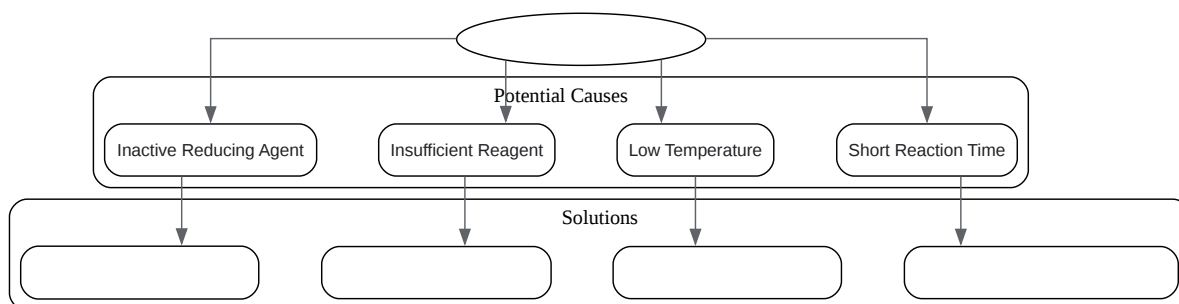 Potential Causes
Inactive Reducing Agent
Insufficient Reagent
Low Temperature
Short Reaction Time
Solutions